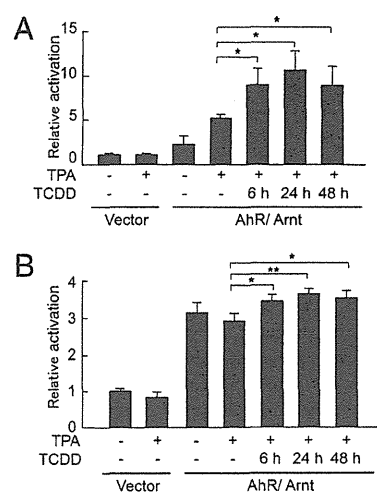 A
Relative activation
15
10
5
0
*
*
*
TPA - + - + + + +
TCDD - - - - 6 h 24 h 48 h
Vector AhR/ Arnt
B
Relative activation
4
3
2
1
0
*
**
*
TPA - + - + + + +
TCDD - - - - 6 h 24 h 48 h
Vector AhR/ Arnt